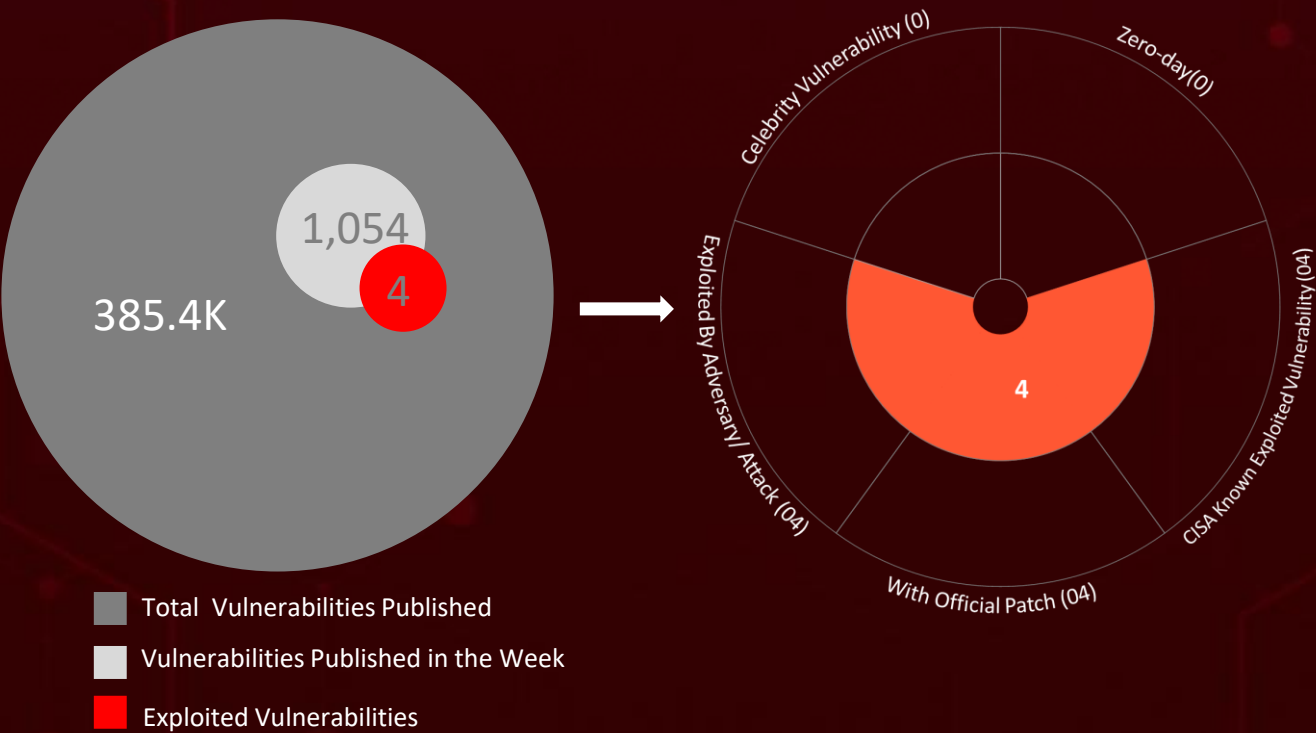 385.4K
1,054
4
Total Vulnerabilities Published
Vulnerabilities Published in the Week
Exploited Vulnerabilities
Celebrity Vulnerability (0)
Zero-day(0)
CISA Known Exploited Vulnerability(04)
With Official Patch (04)
Exploited By Adversary/ Attack (04)
4